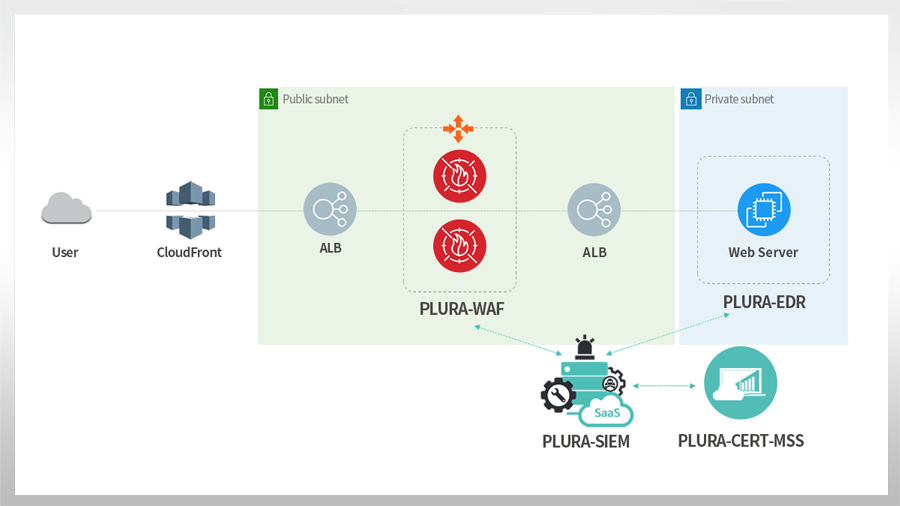 Public subnet
Private subnet
User
CloudFront
ALB
ALB
Web Server
PLURA-WAF
PLURA-EDR
SaaS
PLURA-SIEM
PLURA-CERT-MSS